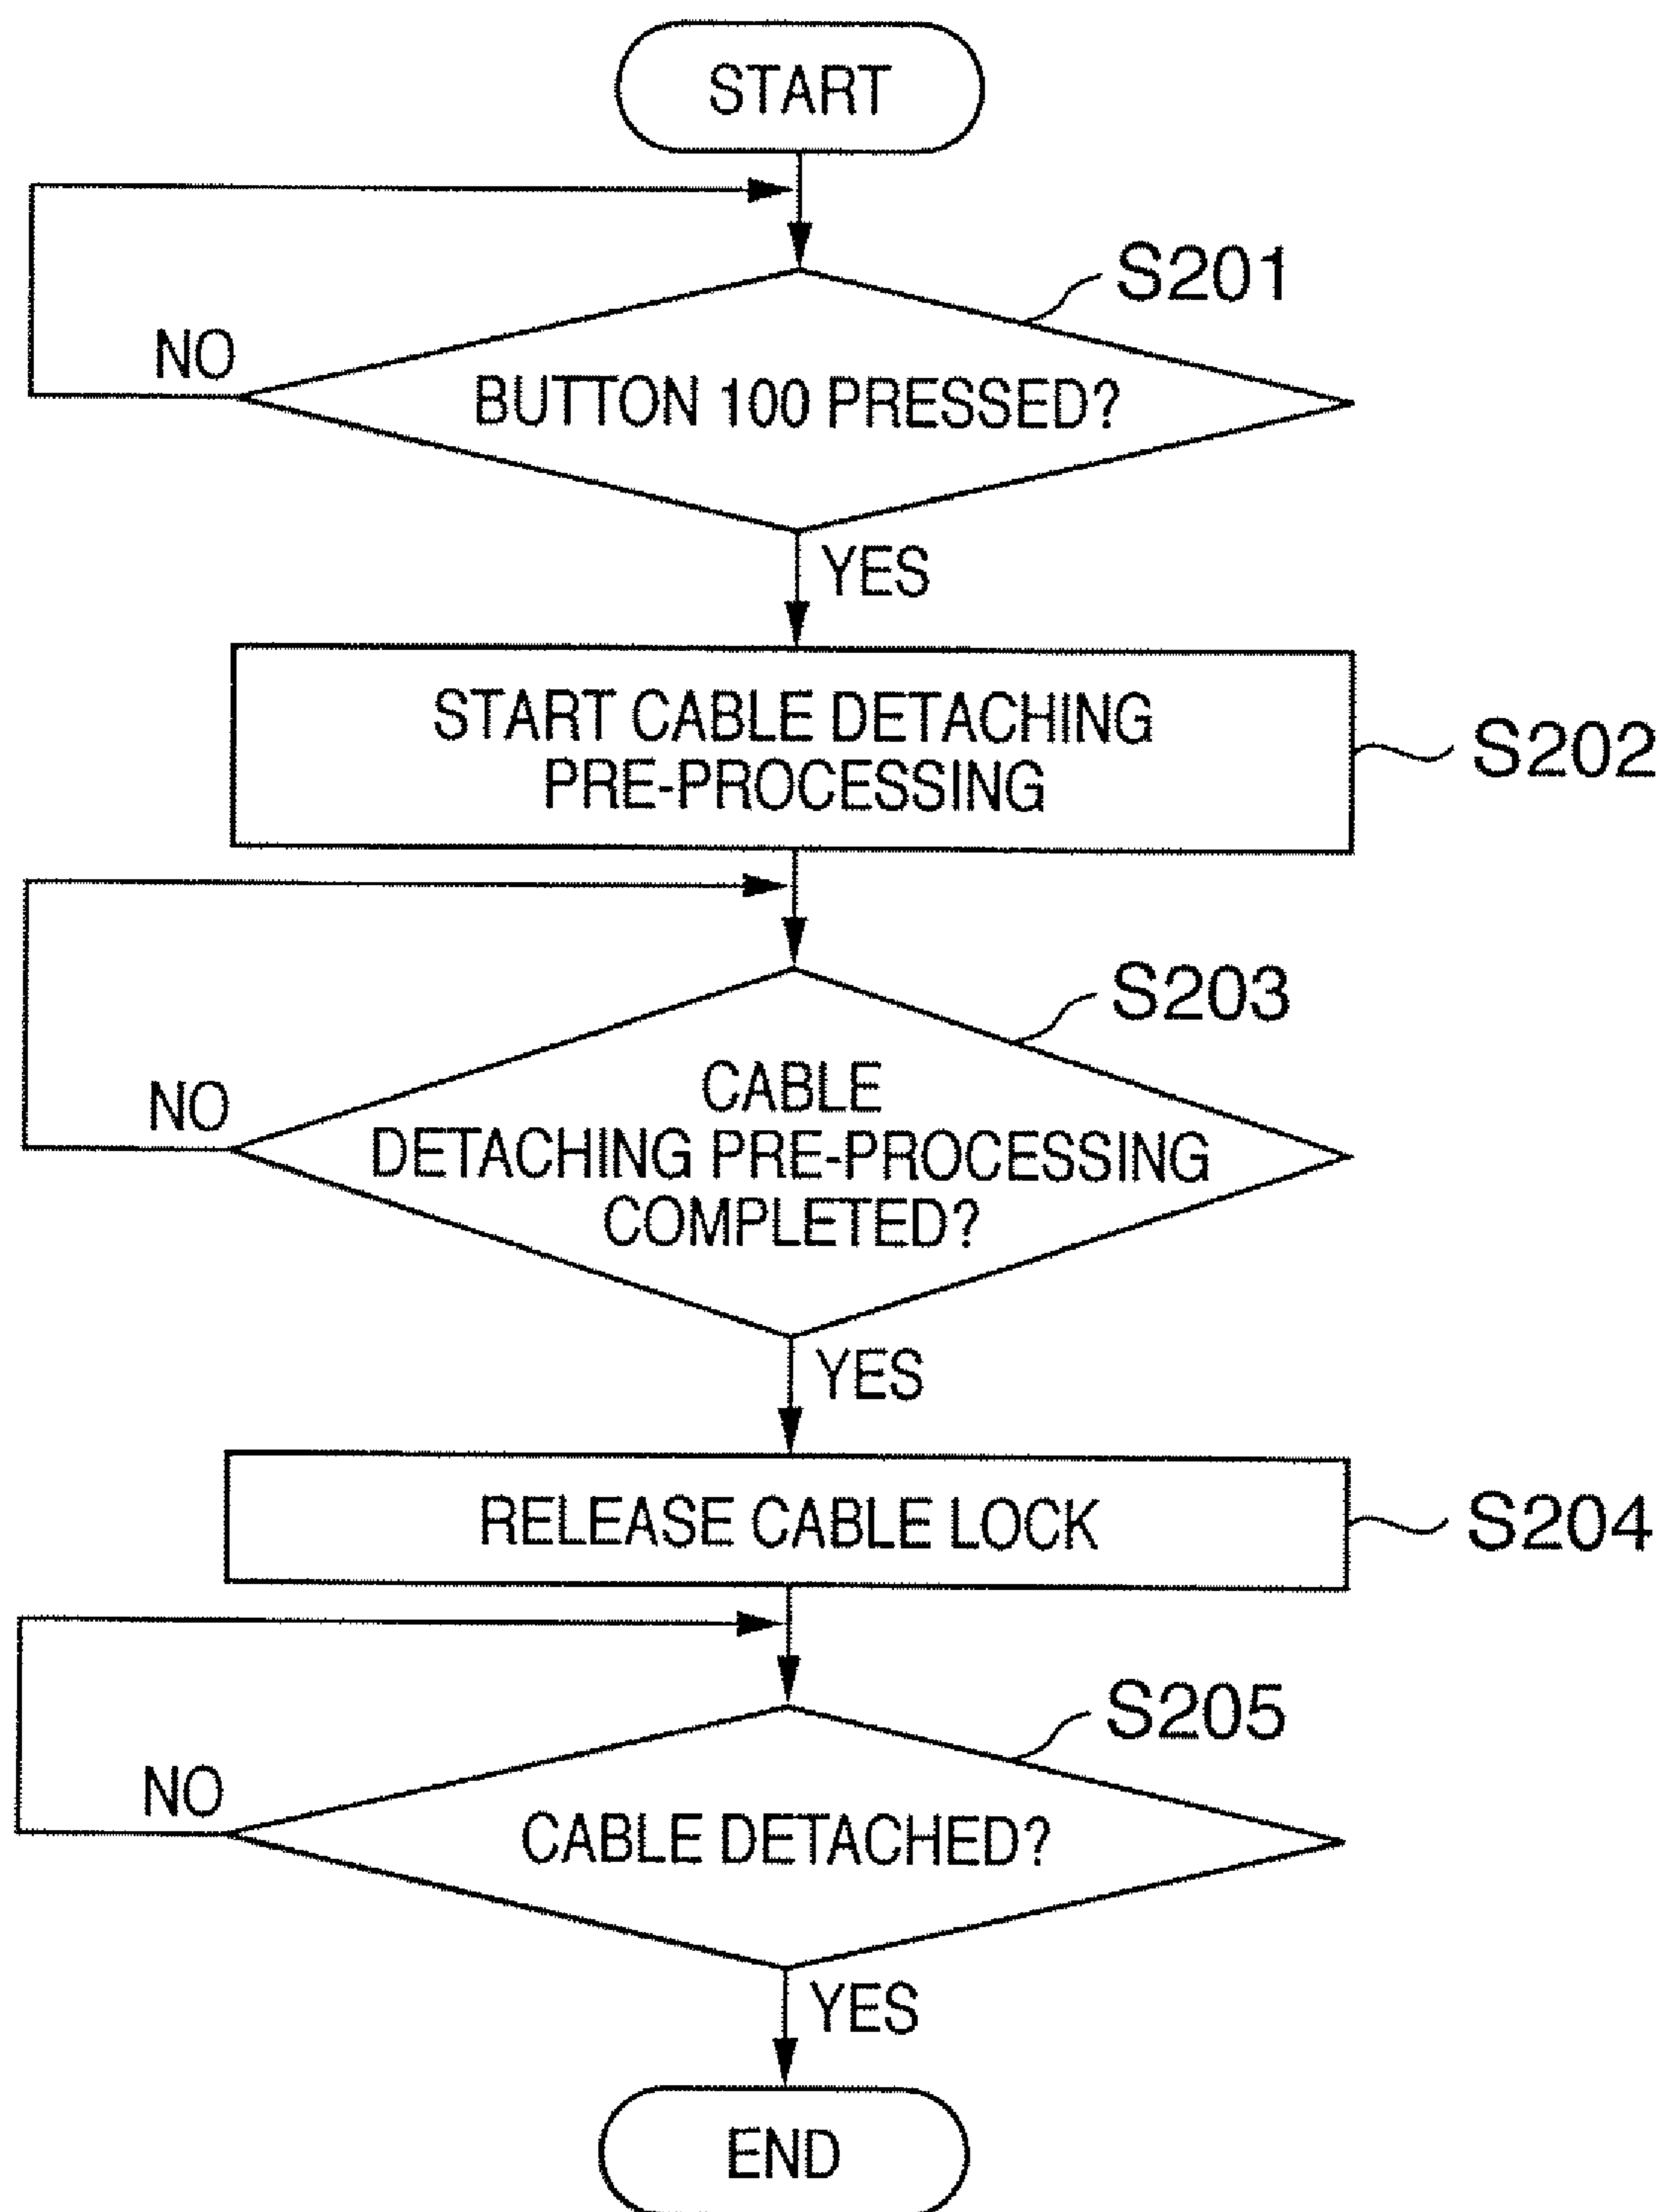 START
S201
NO
BUTTON 100 PRESSED?
YES
START CABLE DETACHING
PRE-PROCESSING
S202
S203
NO
CABLE
DETACHING PRE-PROCESSING
COMPLETED?
YES
RELEASE CABLE LOCK
S204
S205
NO
CABLE DETACHED?
YES
END